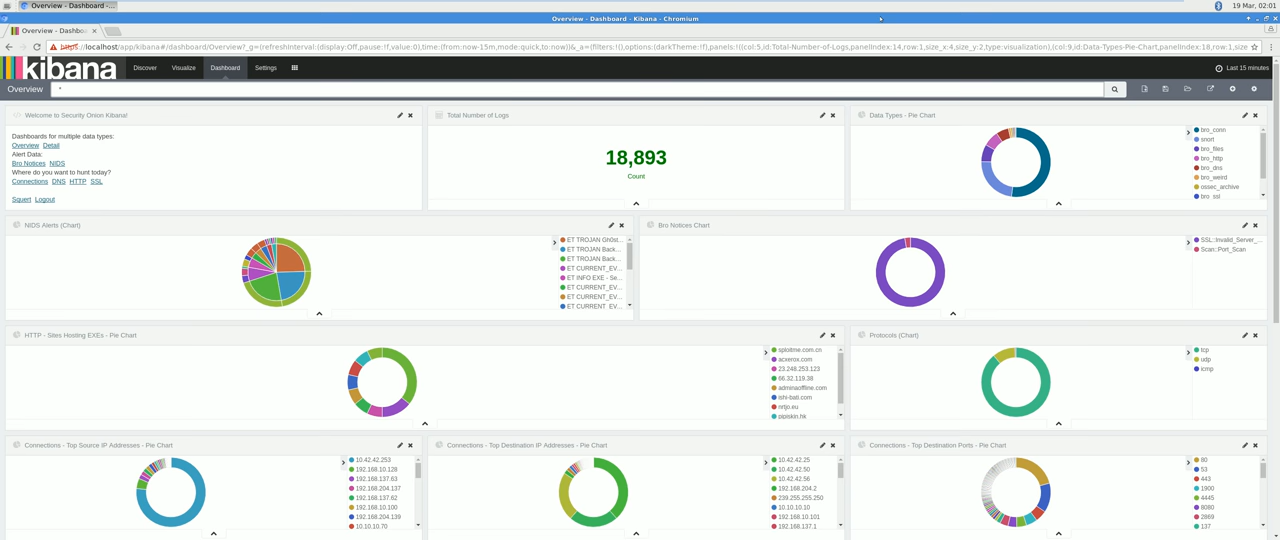 Overview - Dashboard -...
19 Mar, 02:01
Overview - Dashboard - Kibana - Chromium
Overview - Dashboard
https://localhost/app/kibana#/dashboard/Overview?_g=(refreshInterval:(display:Off,pause:!f,value:0),time:(from:now-15m,mode:quick,to:now))&_a=(filters:!(),options:(darkTheme:!f),panels:!((col:5,id:Total-Number-of-Logs,panelIndex:14,row:1,size_x:4,size_y:2,type:visualization),(col:9,id:Data-Types-Pie-Chart,panelIndex:18,row:1,size
kibana
Discover
Visualize
Dashboard
Settings
Last 15 minutes
Overview
*
Welcome to Security Onion Kibana!
Dashboards for multiple data types:
Overview Detail
Alert Data:
Bro Notices NIDS
Where do you want to hunt today?
Connections DNS HTTP SSL
Squert Logout
Total Number of Logs
18,893
Count
Data Types - Pie Chart
bro_conn
snort
bro_files
bro_http
bro_dns
bro_weird
ossec_archive
bro_ssl
NIDS Alerts (Chart)
ET TROJAN Gh0st...
ET TROJAN Back...
ET TROJAN Back...
ET CURRENT_EV...
ET INFO EXE - Se...
ET CURRENT_EV...
ET CURRENT_EV...
ET CURRENT_EV...
Bro Notices Chart
SSL::Invalid_Server_...
Scan::Port_Scan
HTTP - Sites Hosting EXEs - Pie Chart
sploitme.com.cn
acxerox.com
23.248.253.123
66.32.119.38
adminaoffline.com
ishi-bati.com
nrtjo.eu
pipiskin.hk
Protocols (Chart)
tcp
udp
icmp
Connections - Top Source IP Addresses - Pie Chart
10.42.42.253
192.168.10.128
192.168.137.63
192.168.204.137
192.168.137.62
192.168.10.100
192.168.204.139
10.10.10.70
Connections - Top Destination IP Addresses - Pie Chart
10.42.42.25
10.42.42.50
10.42.42.56
192.168.204.2
239.255.255.250
10.10.10.10
192.168.10.101
192.168.137.1
Connections - Top Destination Ports - Pie Chart
80
53
443
1900
4445
8080
2869
137